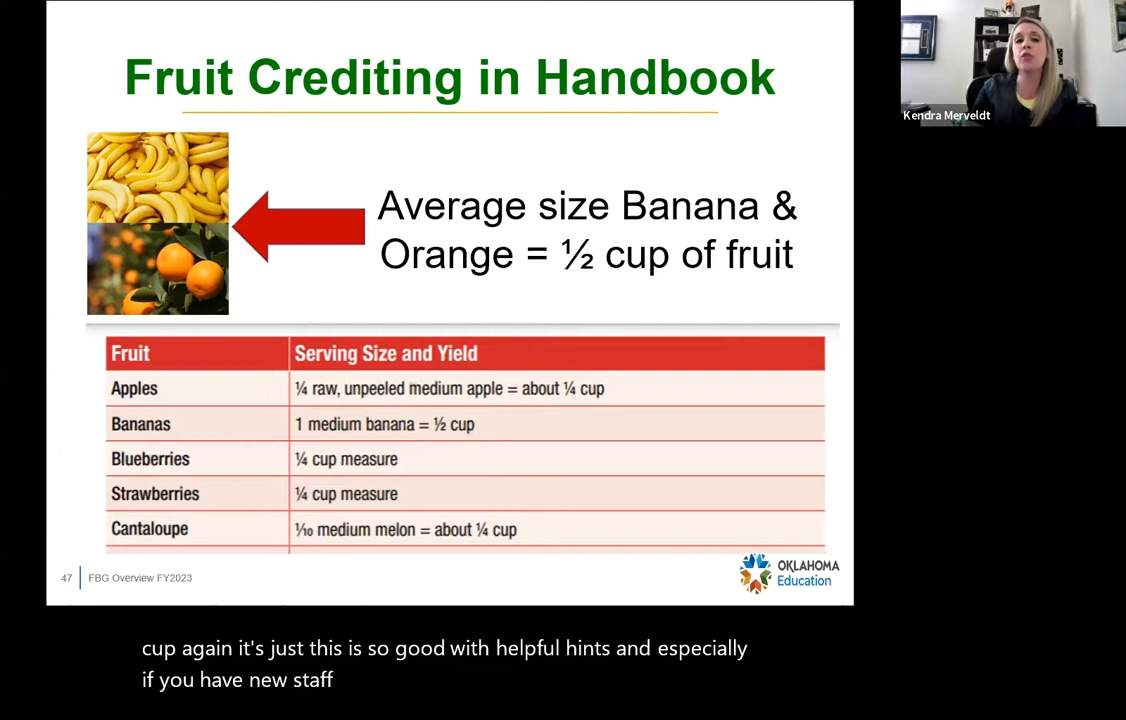 Fruit Crediting in Handbook
Kendra Merveldt
Average size Banana &
Orange = ½ cup of fruit
Fruit Serving Size and Yield
Apples ¼ raw, unpeeled medium apple = about ¼ cup
Bananas 1 medium banana = ½ cup
Blueberries ¼ cup measure
Strawberries ¼ cup measure
Cantaloupe ⅒ medium melon = about ¼ cup
47 FBG Overview FY2023
OKLAHOMA
Education
cup again it's just this is so good with helpful hints and especially
if you have new staff